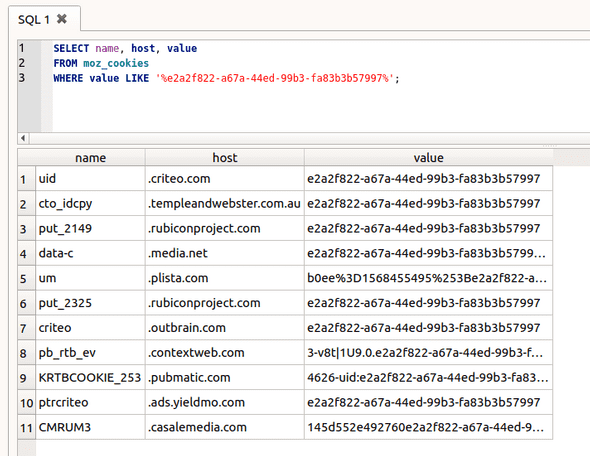 SQL 1 ✖
1 SELECT name, host, value
2 FROM moz_cookies
3 WHERE value LIKE '%e2a2f822-a67a-44ed-99b3-fa83b3b57997%';
name host value
1 uid .criteo.com e2a2f822-a67a-44ed-99b3-fa83b3b57997
2 cto_idcpy .templeandwebster.com.au e2a2f822-a67a-44ed-99b3-fa83b3b57997
3 put_2149 .rubiconproject.com e2a2f822-a67a-44ed-99b3-fa83b3b57997
4 data-c .media.net e2a2f822-a67a-44ed-99b3-fa83b3b5799...
5 um .plista.com b0ee%3D1568455495%253Be2a2f822-a...
6 put_2325 .rubiconproject.com e2a2f822-a67a-44ed-99b3-fa83b3b57997
7 criteo .outbrain.com e2a2f822-a67a-44ed-99b3-fa83b3b57997
8 pb_rtb_ev .contextweb.com 3-v8t|1U9.0.e2a2f822-a67a-44ed-99b3-f...
9 KRTBCOOKIE_253 .pubmatic.com 4626-uid:e2a2f822-a67a-44ed-99b3-fa83...
10 ptrcriteo .ads.yieldmo.com e2a2f822-a67a-44ed-99b3-fa83b3b57997
11 CMRUM3 .casalemedia.com 145d552e492760e2a2f822-a67a-44ed-9...